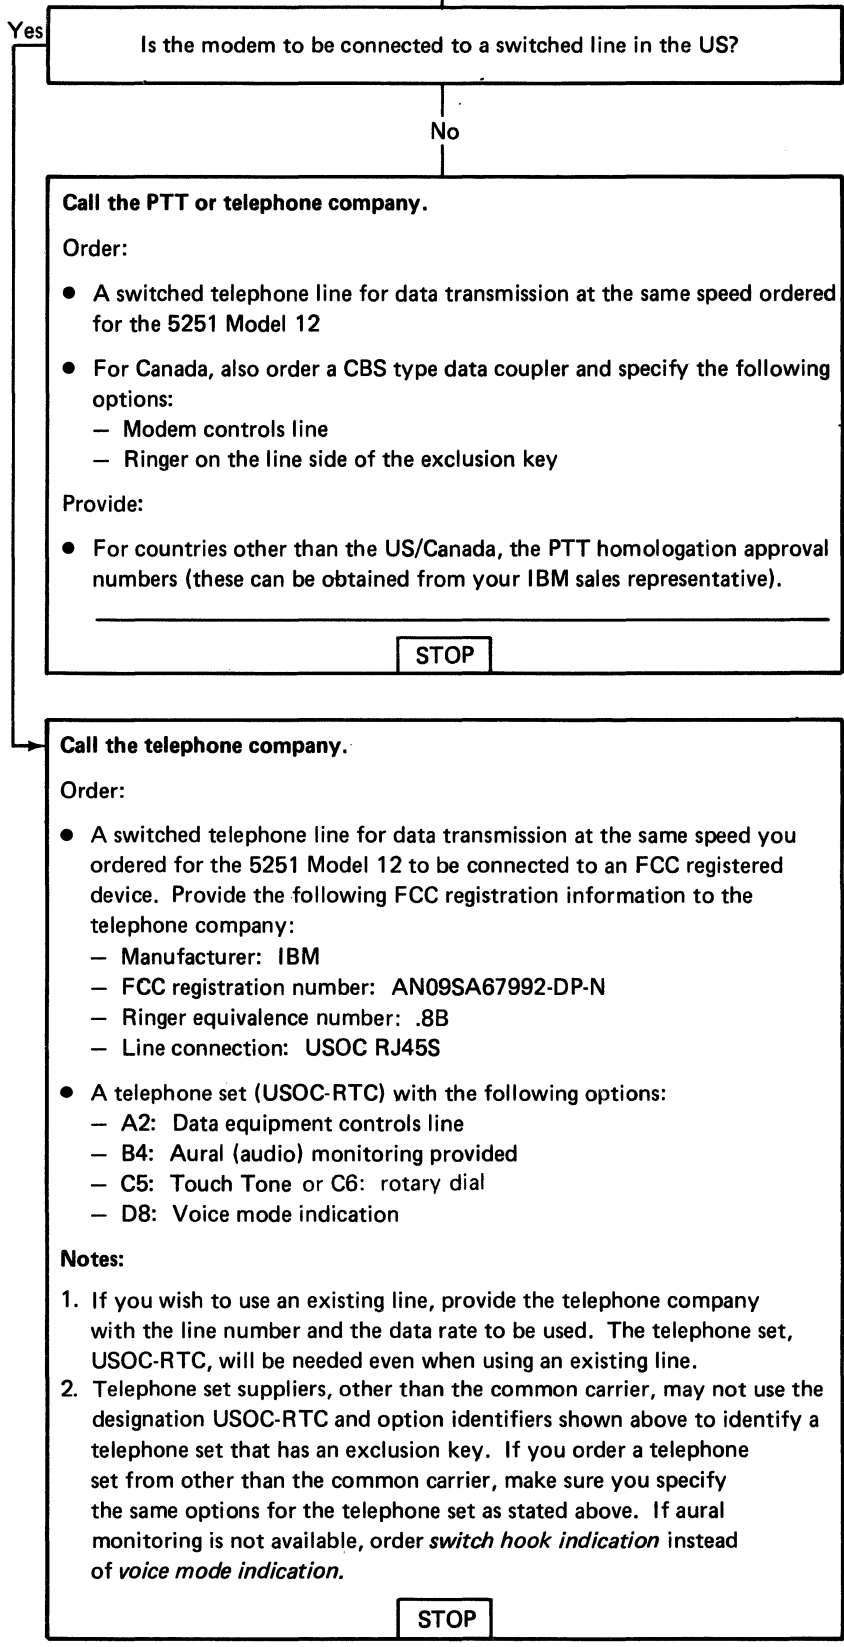 Yes
Is the modem to be connected to a switched line in the US?
No
Call the PTT or telephone company.
Order:
● A switched telephone line for data transmission at the same speed ordered
for the 5251 Model 12
● For Canada, also order a CBS type data coupler and specify the following
options:
— Modem controls line
— Ringer on the line side of the exclusion key
Provide:
● For countries other than the US/Canada, the PTT homologation approval
numbers (these can be obtained from your IBM sales representative).
STOP
Call the telephone company.
Order:
● A switched telephone line for data transmission at the same speed you
ordered for the 5251 Model 12 to be connected to an FCC registered
device. Provide the following FCC registration information to the
telephone company:
— Manufacturer: IBM
— FCC registration number: AN09SA67992-DP-N
— Ringer equivalence number: .8B
— Line connection: USOC RJ45S
● A telephone set (USOC-RTC) with the following options:
— A2: Data equipment controls line
— B4: Aural (audio) monitoring provided
— C5: Touch Tone or C6: rotary dial
— D8: Voice mode indication
Notes:
1. If you wish to use an existing line, provide the telephone company
with the line number and the data rate to be used. The telephone set,
USOC-RTC, will be needed even when using an existing line.
2. Telephone set suppliers, other than the common carrier, may not use the
designation USOC-RTC and option identifiers shown above to identify a
telephone set that has an exclusion key. If you order a telephone
set from other than the common carrier, make sure you specify
the same options for the telephone set as stated above. If aural
monitoring is not available, order switch hook indication instead
of voice mode indication.
STOP